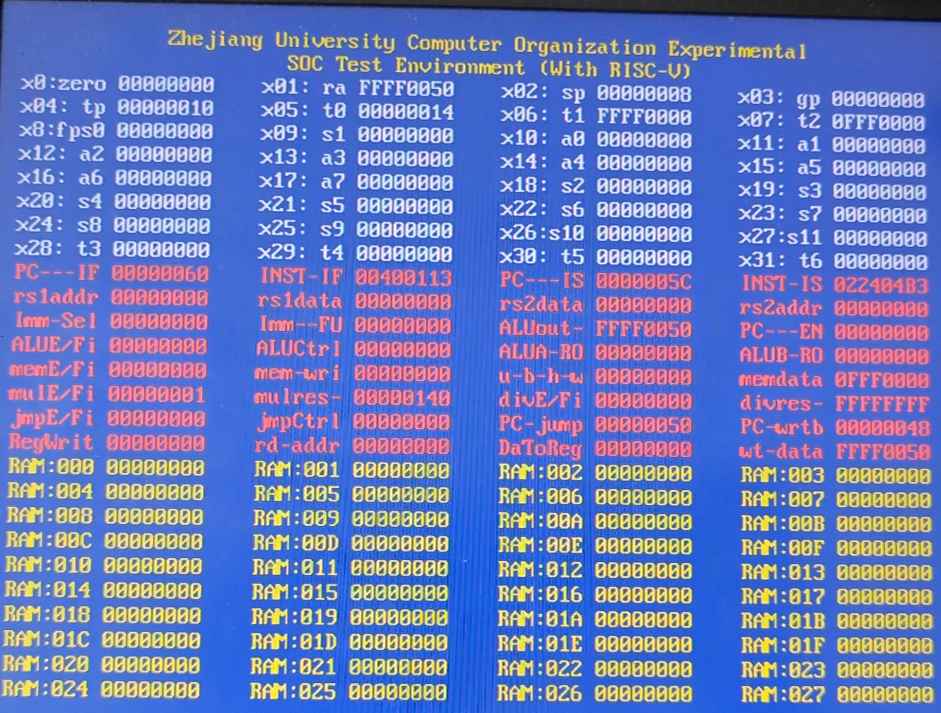 Zhejiang University Computer Organization Experimental
SOC Test Environment (With RISC-V)
x0:zero 00000000 x01: ra FFFF0050 x02: sp 00000008 x03: gp 00000000
x04: tp 00000010 x05: t0 00000014 x06: t1 FFFF0000 x07: t2 0FFF0000
x8:fps0 00000000 x09: s1 00000000 x10: a0 00000000 x11: a1 00000000
x12: a2 00000000 x13: a3 00000000 x14: a4 00000000 x15: a5 00000000
x16: a6 00000000 x17: a7 00000000 x18: s2 00000000 x19: s3 00000000
x20: s4 00000000 x21: s5 00000000 x22: s6 00000000 x23: s7 00000000
x24: s8 00000000 x25: s9 00000000 x26:s10 00000000 x27:s11 00000000
x28: t3 00000000 x29: t4 00000000 x30: t5 00000000 x31: t6 00000000
PC---IF 00000060 INST-IF 00400113 PC---IS 0000005C INST-IS 022404B3
rs1addr 00000000 rs1data 00000000 rs2data 00000000 rs2addr 00000000
Imm-Sel 00000000 Imm--FU 00000000 ALUout- FFFF0050 PC---EN 00000000
ALUE/Fi 00000000 ALUCtrl 00000000 ALUA-RO 00000000 ALUB-RO 00000000
memE/Fi 00000000 mem-wri 00000000 u-b-h-w 00000000 memdata 0FFF0000
mulE/Fi 00000001 mulres- 00000140 divE/Fi 00000000 divres- FFFFFFFF
jmpE/Fi 00000000 jmpCtrl 00000000 PC-jump 00000050 PC-wrtb 00000048
RegWrit 00000000 rd-addr 00000000 DaToReg 00000000 wt-data FFFF0050
RAM:000 00000000 RAM:001 00000000 RAM:002 00000000 RAM:003 00000000
RAM:004 00000000 RAM:005 00000000 RAM:006 00000000 RAM:007 00000000
RAM:008 00000000 RAM:009 00000000 RAM:00A 00000000 RAM:00B 00000000
RAM:00C 00000000 RAM:00D 00000000 RAM:00E 00000000 RAM:00F 00000000
RAM:010 00000000 RAM:011 00000000 RAM:012 00000000 RAM:013 00000000
RAM:014 00000000 RAM:015 00000000 RAM:016 00000000 RAM:017 00000000
RAM:018 00000000 RAM:019 00000000 RAM:01A 00000000 RAM:01B 00000000
RAM:01C 00000000 RAM:01D 00000000 RAM:01E 00000000 RAM:01F 00000000
RAM:020 00000000 RAM:021 00000000 RAM:022 00000000 RAM:023 00000000
RAM:024 00000000 RAM:025 00000000 RAM:026 00000000 RAM:027 00000000